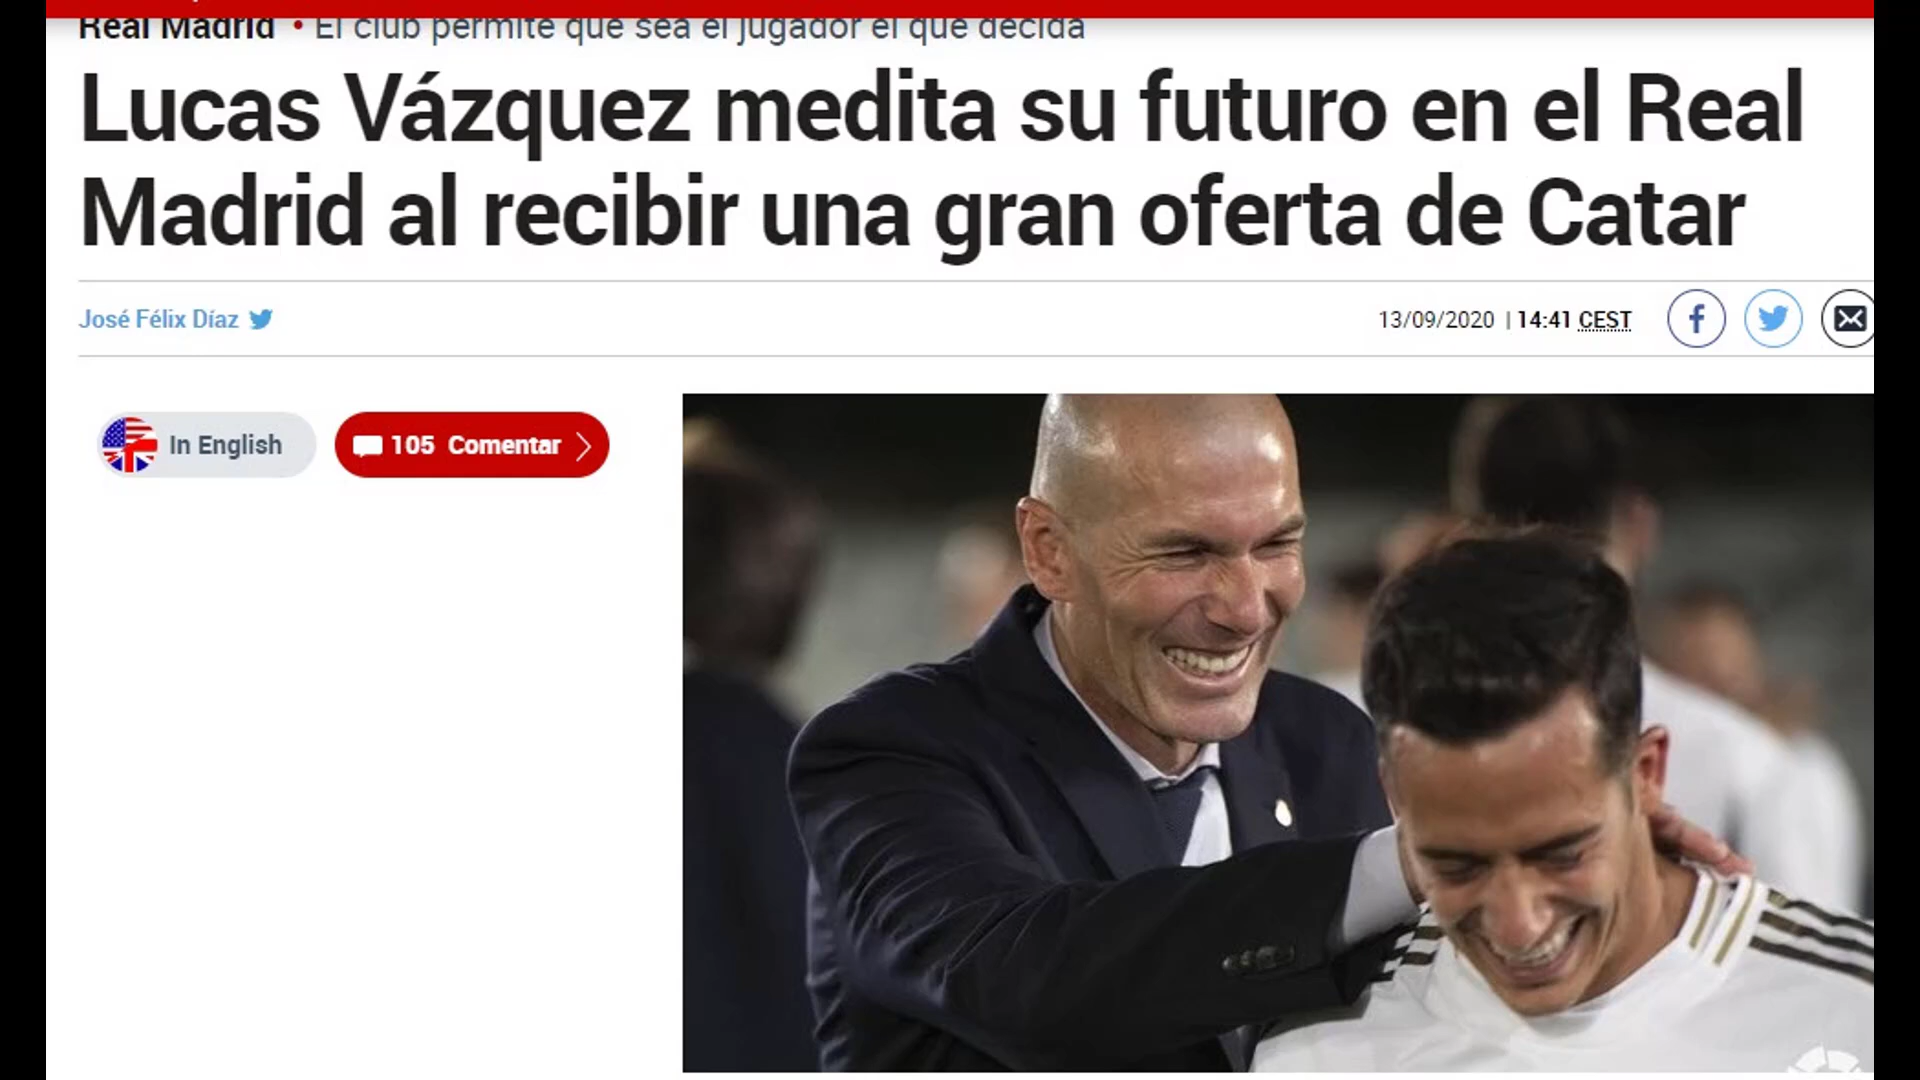 Real Madrid • El club permite que sea el jugador el que decida
Lucas Vázquez medita su futuro en el Real
Madrid al recibir una gran oferta de Catar
José Félix Díaz
13/09/2020 | 14:41 CEST
In English
105 Comentar